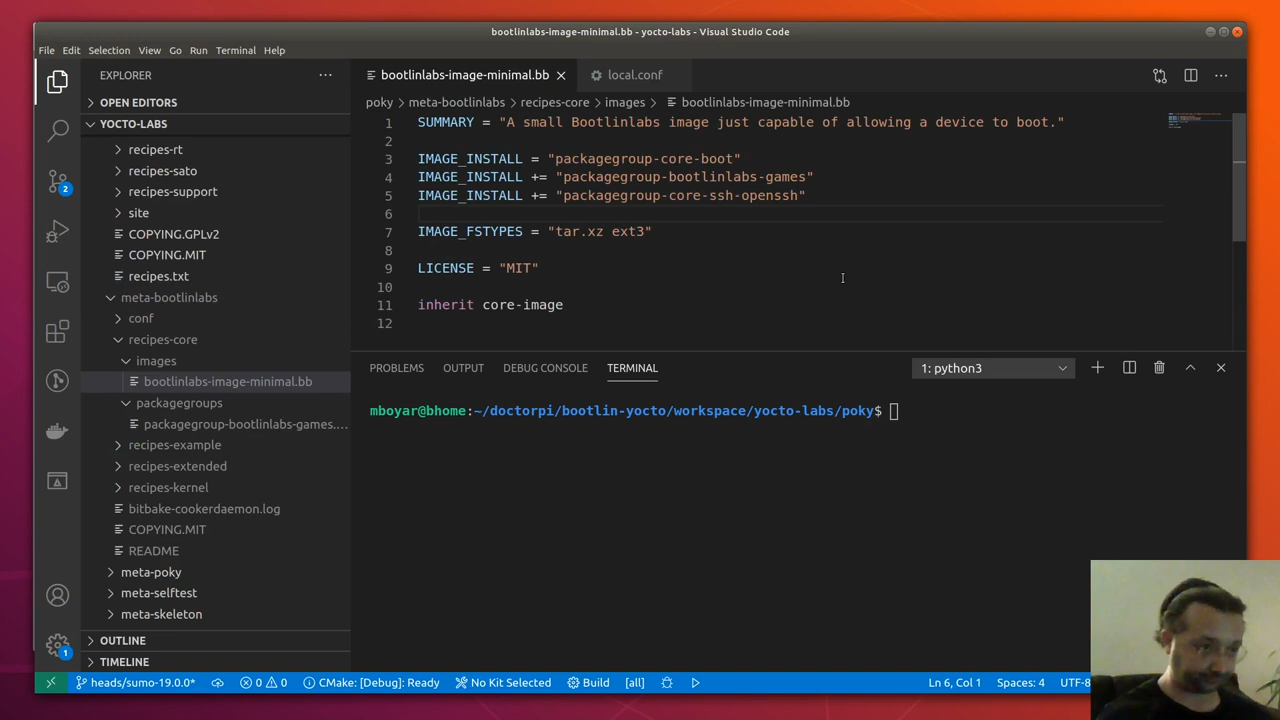 bootlinlabs-image-minimal.bb - yocto-labs - Visual Studio Code
File Edit Selection View Go Run Terminal Help
EXPLORER
OPEN EDITORS
YOCTO-LABS
recipes-rt
recipes-sato
recipes-support
site
COPYING.GPLv2
COPYING.MIT
recipes.txt
meta-bootlinlabs
conf
recipes-core
images
bootlinlabs-image-minimal.bb
packagegroups
packagegroup-bootlinlabs-games....
recipes-example
recipes-extended
recipes-kernel
bitbake-cookerdaemon.log
COPYING.MIT
README
meta-poky
meta-selftest
meta-skeleton
OUTLINE
TIMELINE
2
1
bootlinlabs-image-minimal.bb local.conf
poky > meta-bootlinlabs > recipes-core > images > bootlinlabs-image-minimal.bb
1 SUMMARY = "A small Bootlinlabs image just capable of allowing a device to boot."
2
3 IMAGE_INSTALL = "packagegroup-core-boot"
4 IMAGE_INSTALL += "packagegroup-bootlinlabs-games"
5 IMAGE_INSTALL += "packagegroup-core-ssh-openssh"
6
7 IMAGE_FSTYPES = "tar.xz ext3"
8
9 LICENSE = "MIT"
10
11 inherit core-image
12
PROBLEMS OUTPUT DEBUG CONSOLE TERMINAL 1: python3
mboyar@bhome:~/doctorpi/bootlin-yocto/workspace/yocto-labs/poky$
heads/sumo-19.0.0* 0 0 CMake: [Debug]: Ready No Kit Selected Build [all] Ln 6, Col 1 Spaces: 4 UTF-8